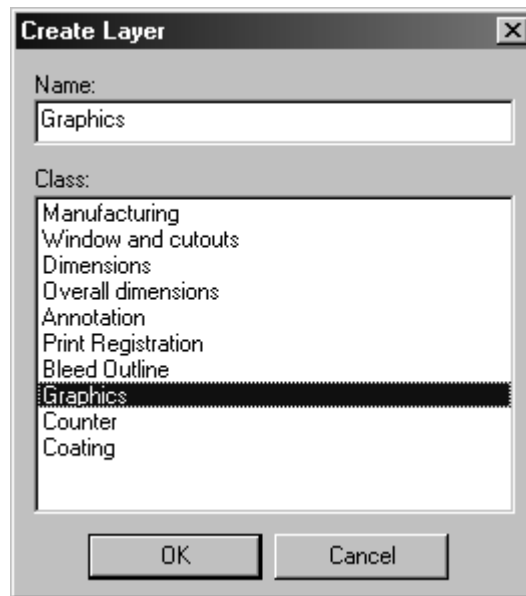 Create Layer
Name:
Graphics
Class:
Manufacturing
Window and cutouts
Dimensions
Overall dimensions
Annotation
Print Registration
Bleed Outline
Graphics
Counter
Coating
OK Cancel